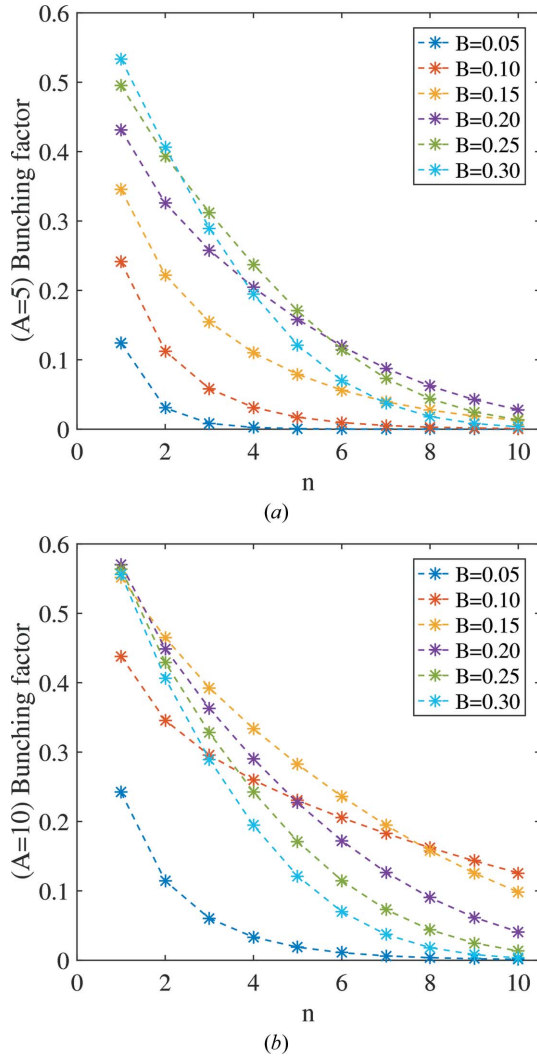 0.6
0.5
0.4
0.3
0.2
0.1
0
(A=5) Bunching factor
B=0.05
B=0.10
B=0.15
B=0.20
B=0.25
B=0.30
0 2 4 6 8 10
n
(a)
0.6
0.5
0.4
0.3
0.2
0.1
0
(A=10) Bunching factor
B=0.05
B=0.10
B=0.15
B=0.20
B=0.25
B=0.30
0 2 4 6 8 10
n
(b)